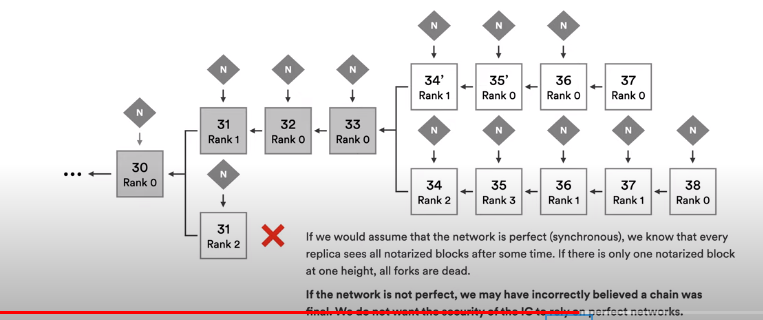 N N N
34' 35' 36 37
Rank 1 Rank 0 Rank 0 Rank 0
N N N
N 31 32 33 N N N N N
30 Rank 1 Rank 0 Rank 0
Rank 0 N 34 35 36 37 38
Rank 2 Rank 3 Rank 1 Rank 1 Rank 0
31
Rank 2
If we would assume that the network is perfect (synchronous), we know that every
replica sees all notarized blocks after some time. If there is only one notarized block
at one height, all forks are dead.
If the network is not perfect, we may have incorrectly believed a chain was
final. We do not want the security of the IC to rely on perfect networks.